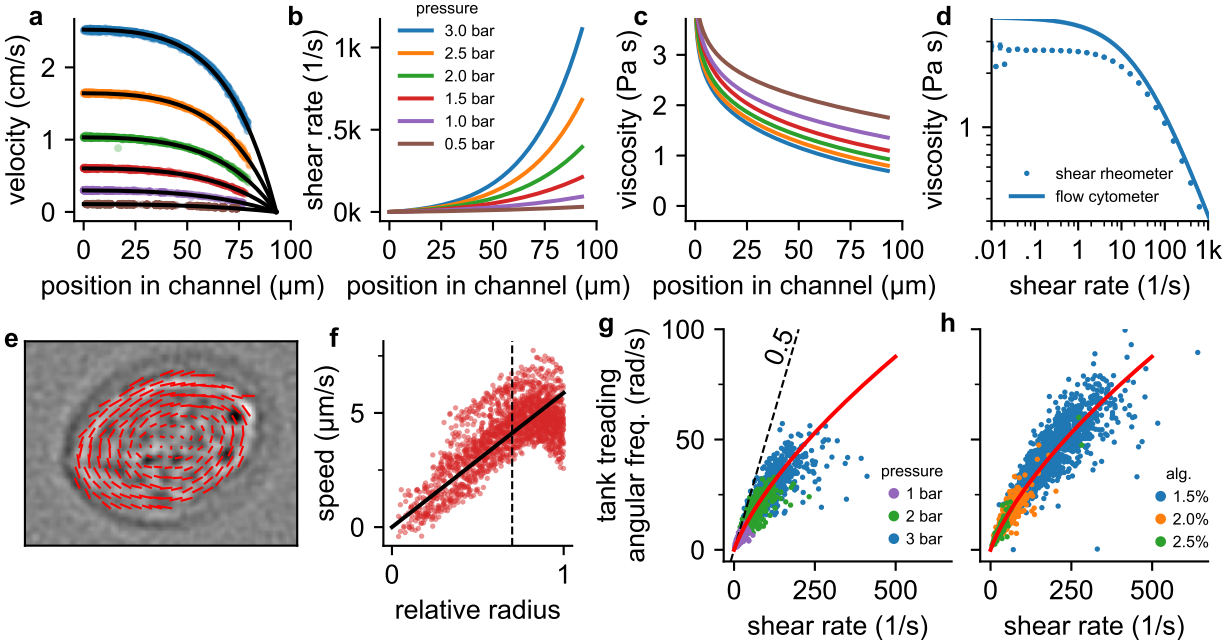 a
velocity (cm/s)
2
1
0
0 25 50 75 100
position in channel (µm)
b
pressure
3.0 bar
2.5 bar
2.0 bar
1.5 bar
1.0 bar
0.5 bar
shear rate (1/s)
1k
.5k
0k
0 25 50 75 100
position in channel (µm)
c
viscosity (Pa s)
3
2
1
0
0 25 50 75 100
position in channel (µm)
d
viscosity (Pa s)
1
shear rheometer
flow cytometer
.01 .1 1 10 100 1k
shear rate (1/s)
e
f
speed (µm/s)
5
0
0 1
relative radius
g
tank treading
angular freq. (rad/s)
100
50
0
0.5
pressure
1 bar
2 bar
3 bar
0 250 500
shear rate (1/s)
h
alg.
1.5%
2.0%
2.5%
0 250 500
shear rate (1/s)